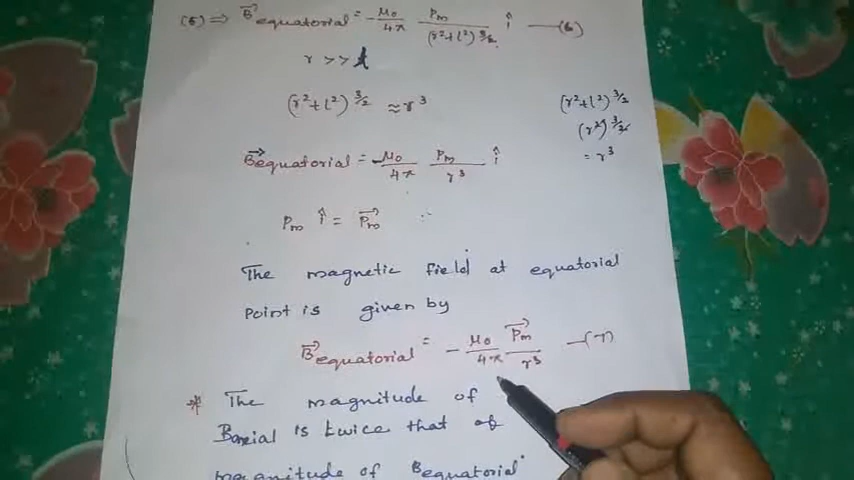 (5) ⇒ B⃗equatorial = -μ₀/4π Pm/(r²+l²)^3/2 î —(6)
r >> l
(r²+l²)^3/2 ≈ r³
(r²+l²)^3/2
(r²)^3/2
= r³
B⃗equatorial = -μ₀/4π Pm/r³ î
Pm î = P⃗m
The magnetic field at equatorial
Point is given by
B⃗equatorial = - μ₀/4π P⃗m/r³ —(7)
* The magnitude of
Baxial is twice that of
magnitude of Bequatorial